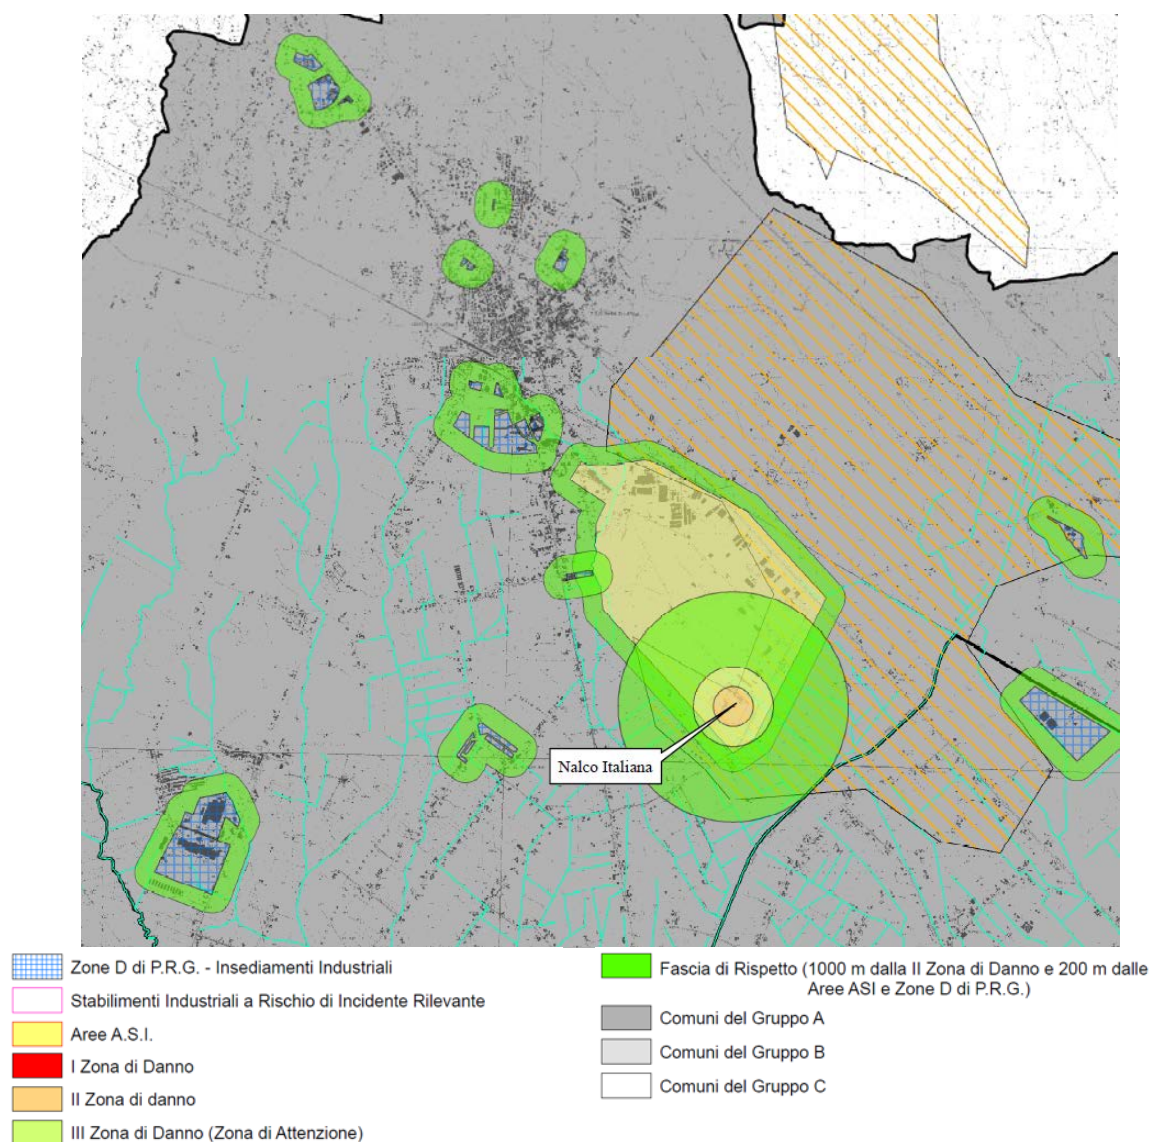 Nalco Italiana
Zone D di P.R.G. - Insediamenti Industriali
Stabilimenti Industriali a Rischio di Incidente Rilevante
Aree A.S.I.
I Zona di Danno
II Zona di danno
III Zona di Danno (Zona di Attenzione)
Fascia di Rispetto (1000 m dalla II Zona di Danno e 200 m dalle
Aree ASI e Zone D di P.R.G.)
Comuni del Gruppo A
Comuni del Gruppo B
Comuni del Gruppo C